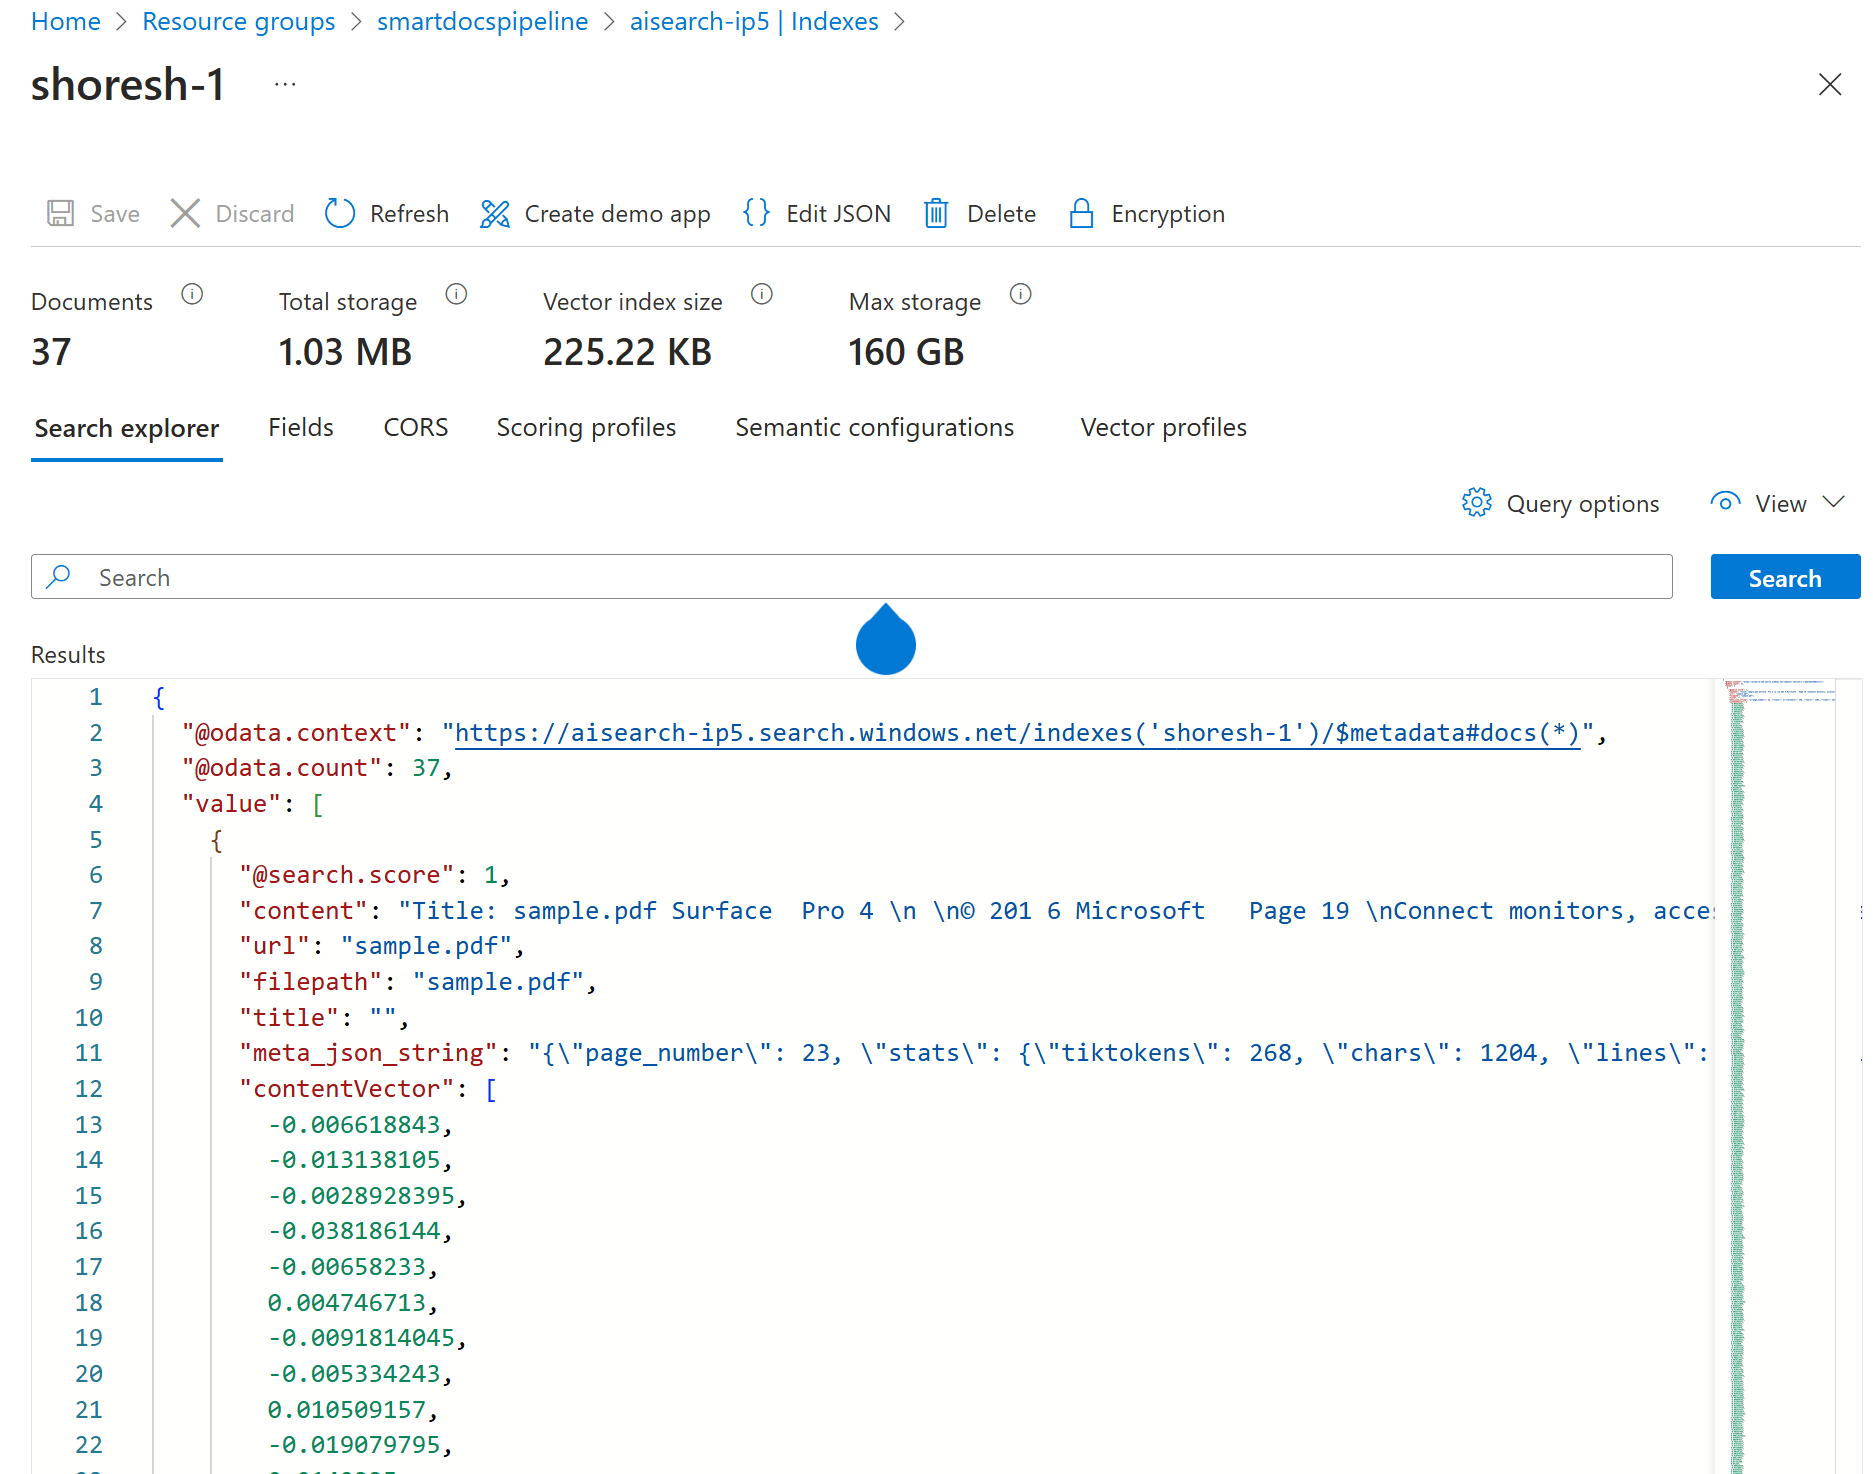 Home > Resource groups > smartdocspipeline > aisearch-ip5 | Indexes >
shoresh-1 ...
Save Discard Refresh Create demo app {} Edit JSON Delete Encryption
Documents Total storage Vector index size Max storage
37 1.03 MB 225.22 KB 160 GB
Search explorer Fields CORS Scoring profiles Semantic configurations Vector profiles
Query options View
Search Search
Results
1 {
2 "@odata.context": "https://aisearch-ip5.search.windows.net/indexes('shoresh-1')/$metadata#docs(*)",
3 "@odata.count": 37,
4 "value": [
5 {
6 "@search.score": 1,
7 "content": "Title: sample.pdf Surface  Pro 4 \n \n© 201 6 Microsoft   Page 19 \nConnect monitors, acces
8 "url": "sample.pdf",
9 "filepath": "sample.pdf",
10 "title": "",
11 "meta_json_string": "{\"page_number\": 23, \"stats\": {\"tiktokens\": 268, \"chars\": 1204, \"lines\":
12 "contentVector": [
13 -0.006618843,
14 -0.013138105,
15 -0.0028928395,
16 -0.038186144,
17 -0.00658233,
18 0.004746713,
19 -0.0091814045,
20 -0.005334243,
21 0.010509157,
22 -0.019079795,